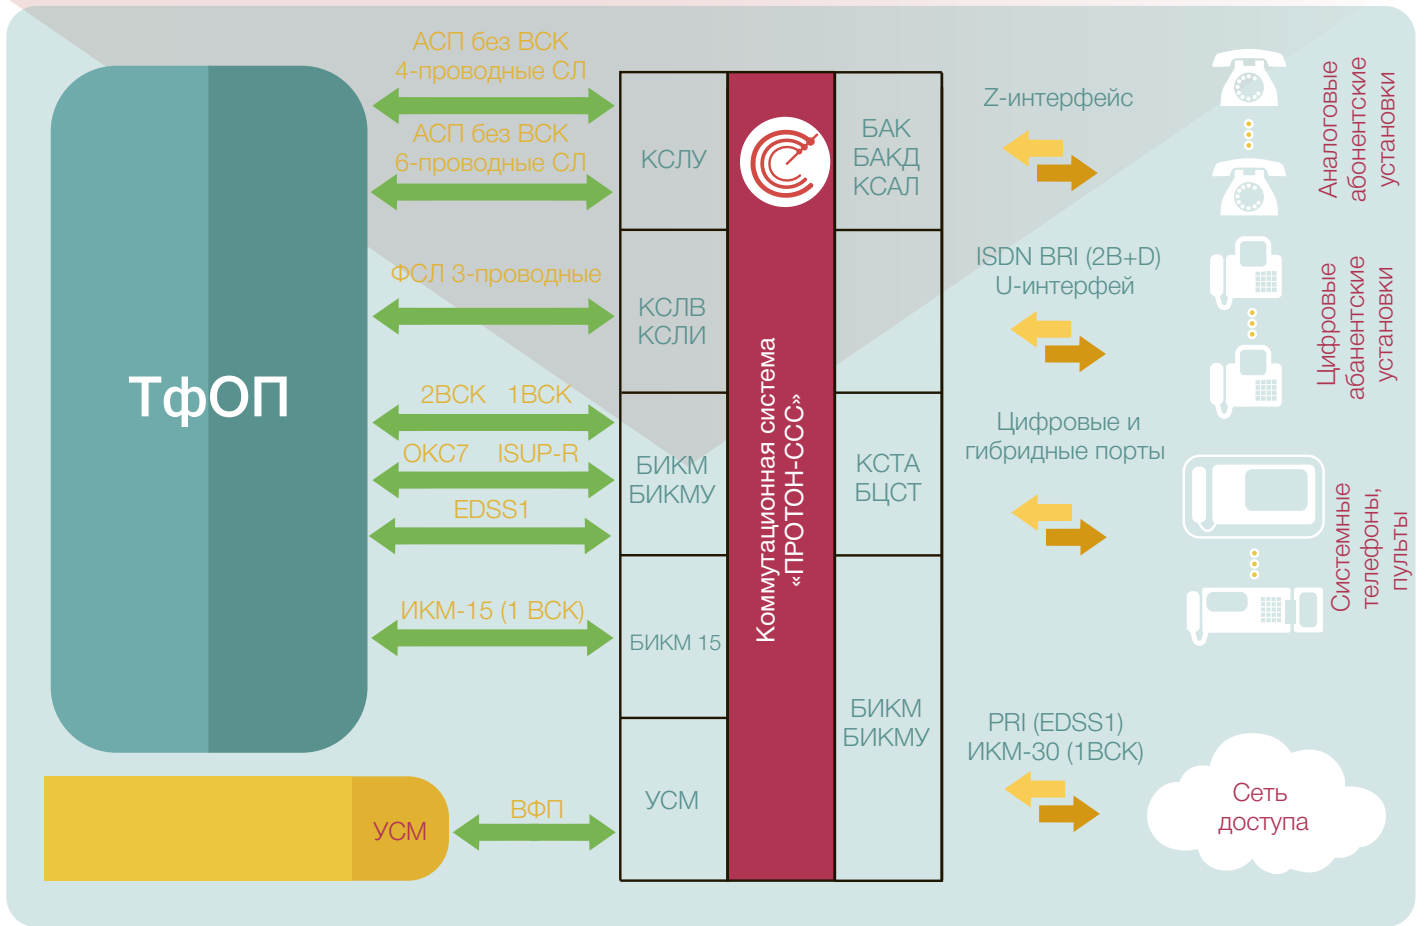 АСП без ВСК
4-проводные СЛ
АСП без ВСК
6-проводные СЛ
ФСЛ 3-проводные
ТфОП
2ВСК 1ВСК
ОКС7 ISUP-R
EDSS1
ИКМ-15 (1 ВСК)
УСМ
ВФП
КСЛУ
КСЛВ
КСЛИ
БИКМ
БИКМУ
БИКМ 15
УСМ
Коммутационная система
«ПРОТОН-ССС»
БАК
БАКД
КСАЛ
КСТА
БЦСТ
БИКМ
БИКМУ
Z-интерфейс
ISDN BRI (2B+D)
U-интерфей
Цифровые и
гибридные порты
PRI (EDSS1)
ИКМ-30 (1ВСК)
Аналоговые
абонентские
установки
Цифровые
абанентские
установки
Системные
телефоны,
пульты
Сеть
доступа